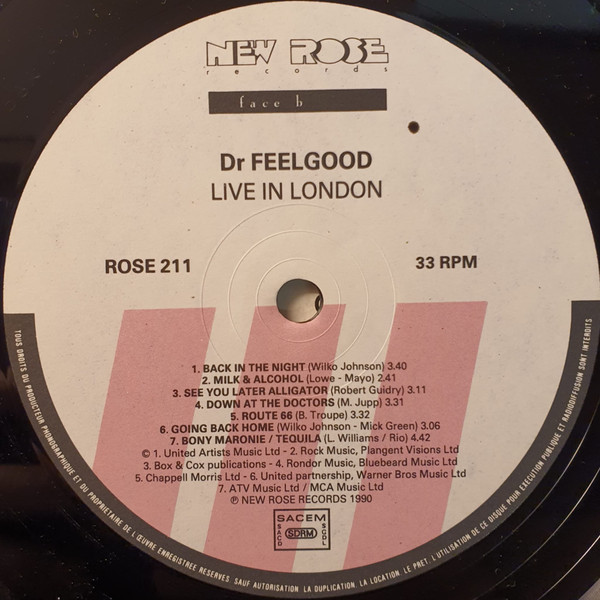 NEW ROSE
records
face b
Dr FEELGOOD
LIVE IN LONDON
ROSE 211
33 RPM
1. BACK IN THE NIGHT (Wilko Johnson) 3.40
2. MILK & ALCOHOL (Lowe - Mayo) 2.41
3. SEE YOU LATER ALLIGATOR (Robert Guidry) 3.11
4. DOWN AT THE DOCTORS (M. Jupp) 3.31
5. ROUTE 66 (B. Troupe) 3.32
6. GOING BACK HOME (Wilko Johnson - Mick Green) 3.06
7. BONY MARONIE / TEQUILA (L. Williams / Rio) 4.42
© 1. United Artists Music Ltd - 2. Rock Music, Plangent Visions Ltd
3. Box & Cox publications - 4. Rondor Music, Bluebeard Music Ltd
5. Chappell Morris Ltd - 6. United partnership, Warner Bros Music Ltd
7. ATV Music Ltd / MCA Music Ltd
℗ NEW ROSE RECORDS 1990
SACEM
SACD
SDRM
SGDL
TOUS DROITS DU PRODUCTEUR PHONOGRAPHIQUE ET DU PROPRIETAIRE DE L'ŒUVRE ENREGISTREE RESERVES. SAUF AUTORISATION. LA DUPLICATION. LA LOCATION. LE PRET. L'UTILISATION DE CE DISQUE POUR EXECUTION PUBLIQUE ET RADIODIFFUSION SONT INTERDITS